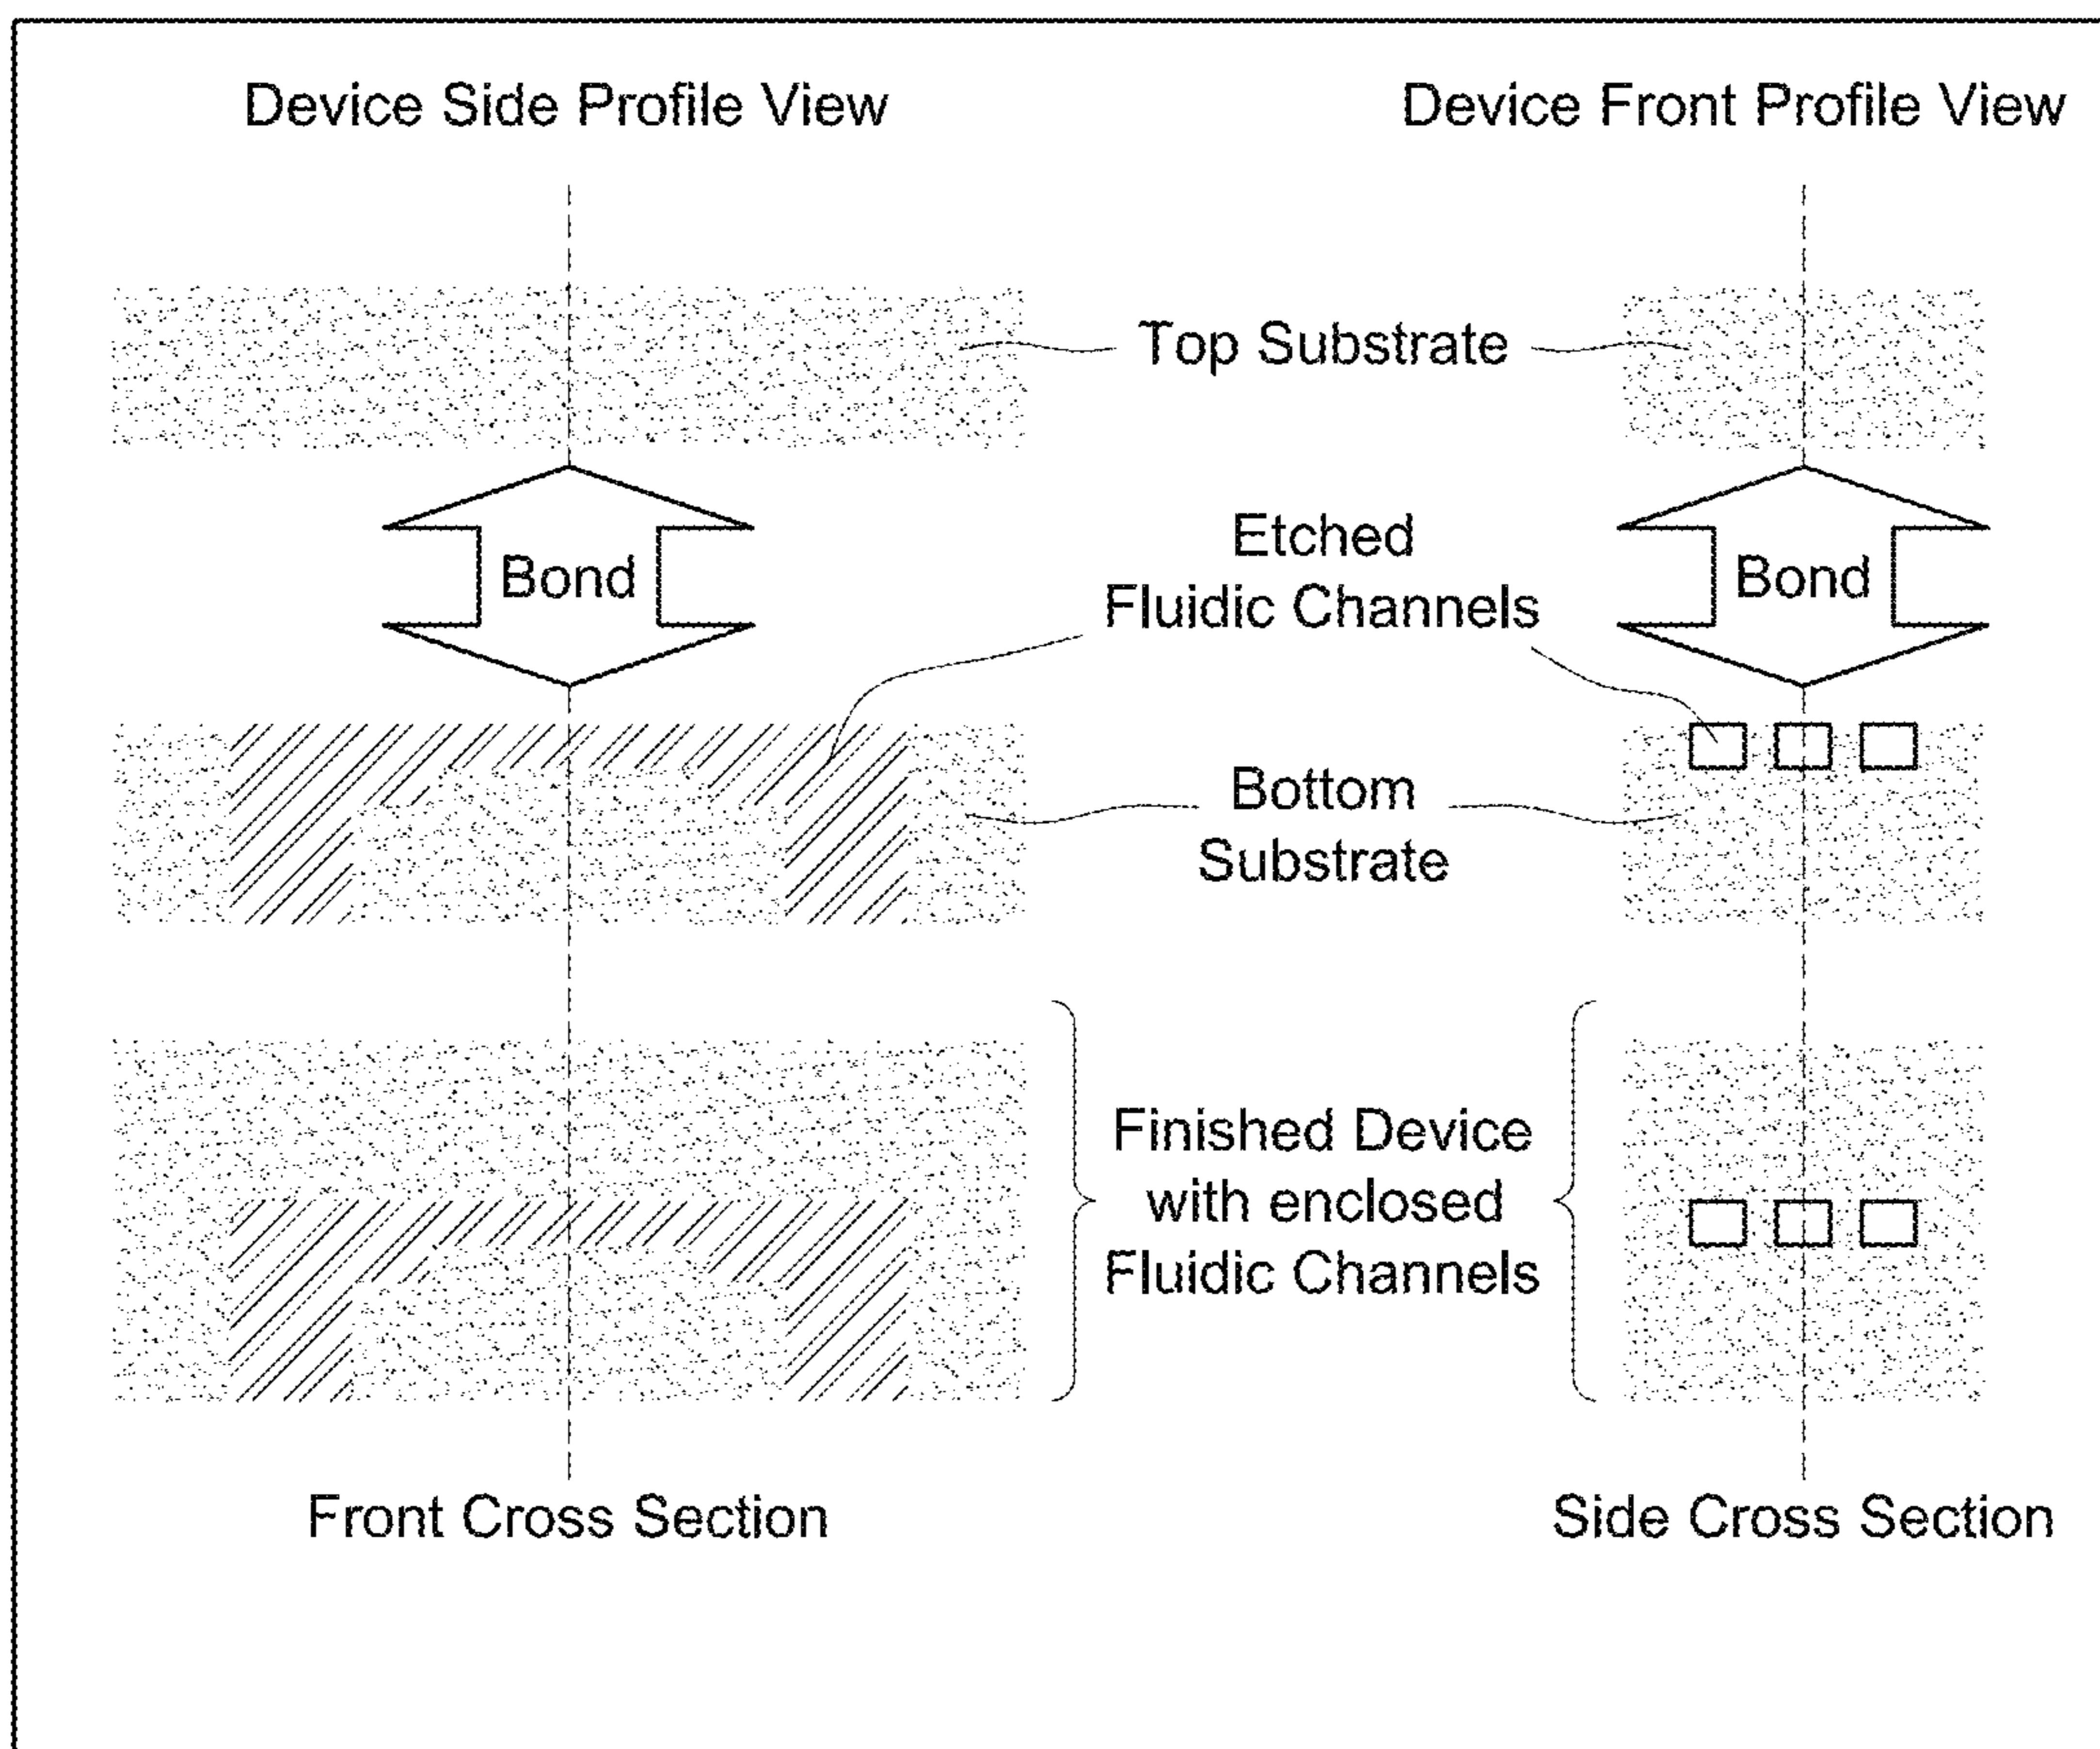 Device Side Profile View
Device Front Profile View
Top Substrate
Bond
Etched
Fluidic Channels
Bond
Bottom
Substrate
Finished Device
with enclosed
Fluidic Channels
Front Cross Section
Side Cross Section